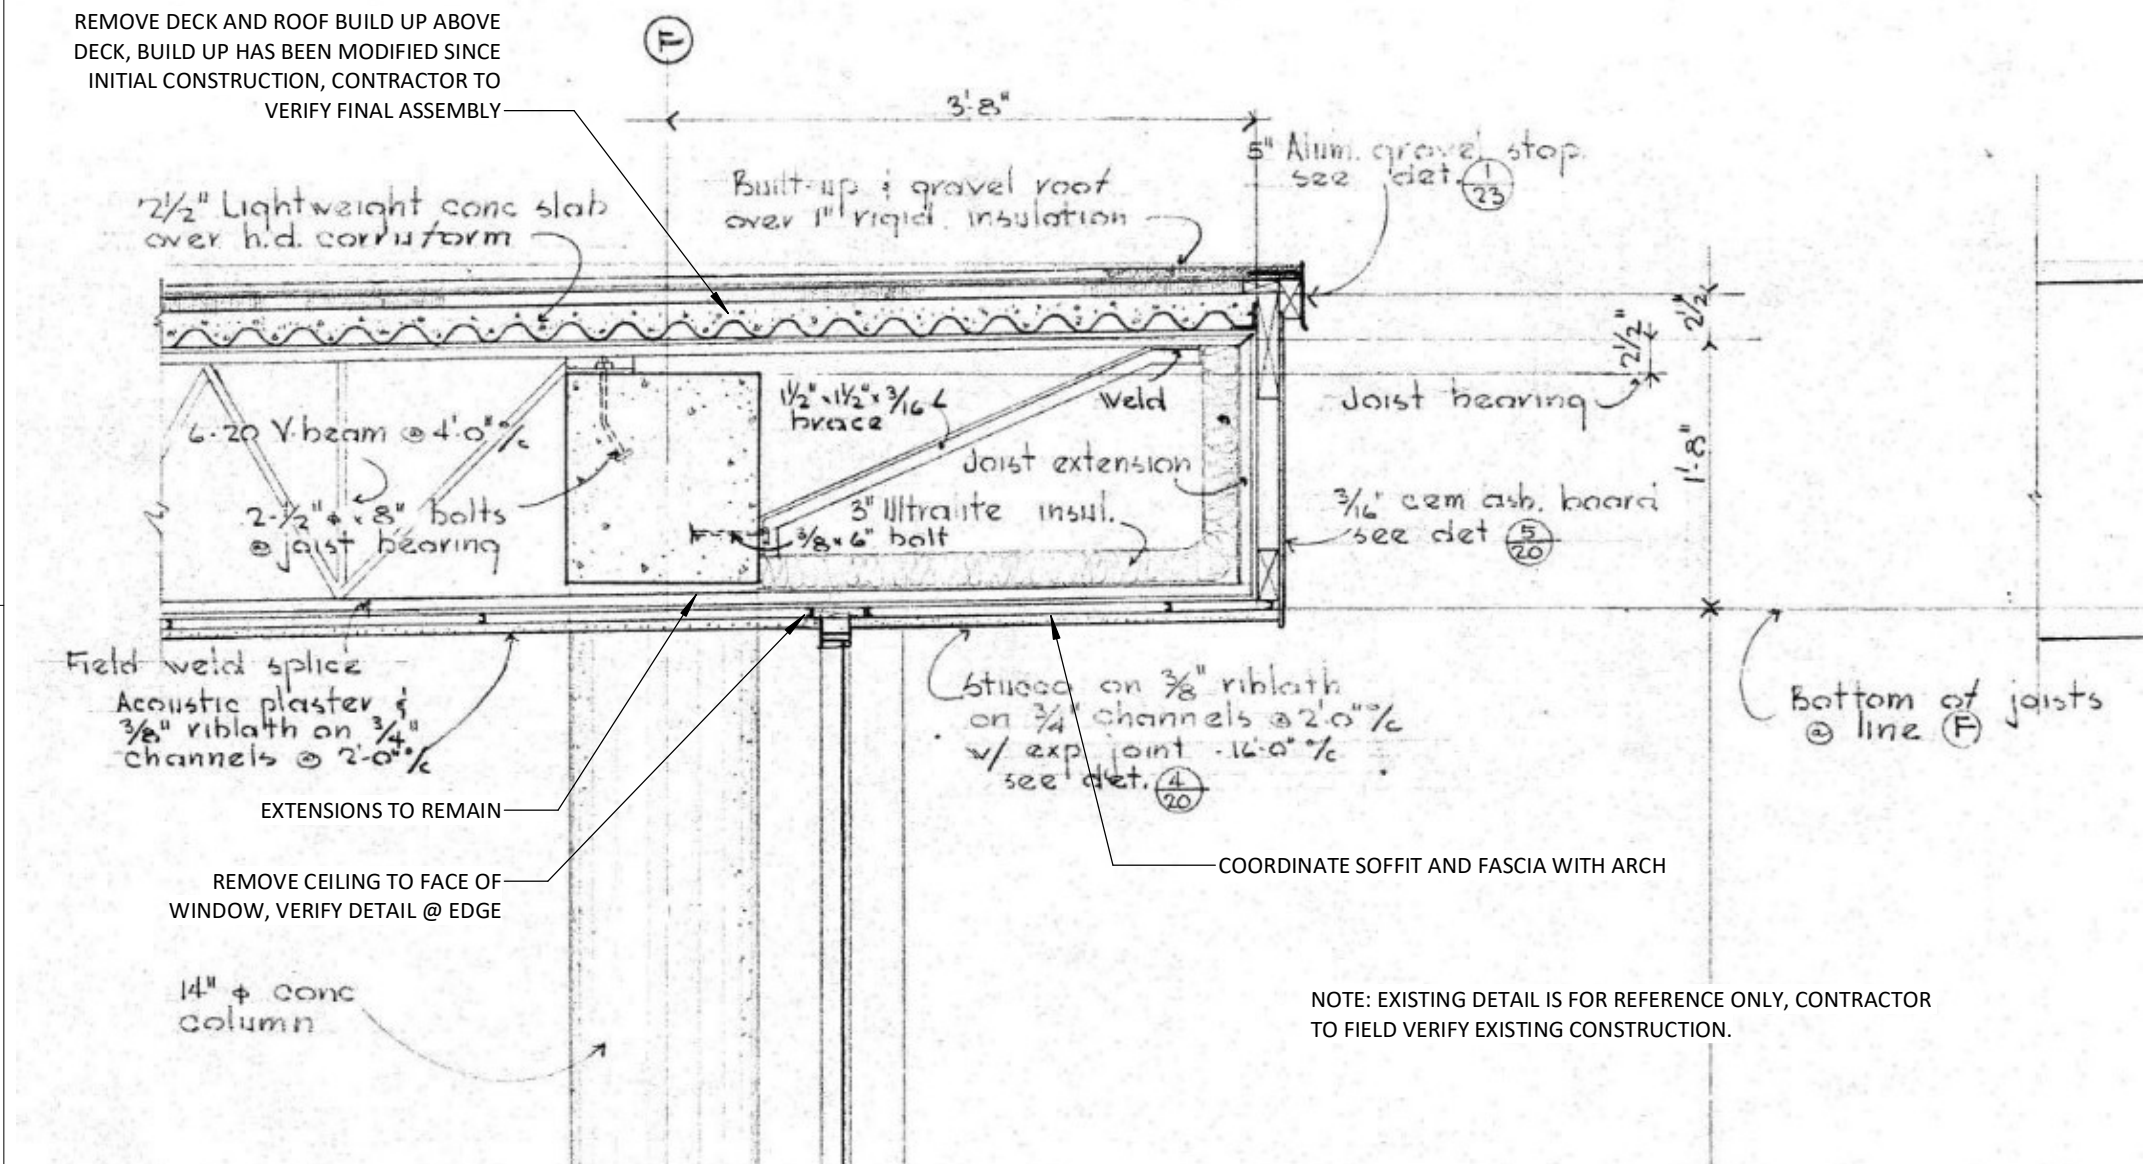 REMOVE DECK AND ROOF BUILD UP ABOVE
DECK, BUILD UP HAS BEEN MODIFIED SINCE
INITIAL CONSTRUCTION, CONTRACTOR TO
VERIFY FINAL ASSEMBLY
F
3'-8"
5" Alum. gravel stop.
see det. 1/23
Built-up & gravel roof
over 1" rigid insulation
2½" Lightweight conc slab
over h.d. corruform
2½"
2½"
1½" x 1½" x 3/16 L
brace
Weld
Joist bearing
6-20 V-beam @ 4'-0" o/c
1'-8"
Joist extension
2-½" ϕ x 8" bolts
@ joist bearing
3" Ultralite insul.
3/8 x 6" bolt
3/16" cem asb. board
see det 5/20
Field weld splice
Acoustic plaster &
3/8" riblath on 3/4"
channels @ 2'-0" o/c
Stucco on 3/8" riblath
on 3/4" channels @ 2'-0" o/c
w/ exp joint - 16'-0" o/c
see det. 4/20
Bottom of joists
@ line F
EXTENSIONS TO REMAIN
REMOVE CEILING TO FACE OF
WINDOW, VERIFY DETAIL @ EDGE
COORDINATE SOFFIT AND FASCIA WITH ARCH
14" ϕ conc
column
NOTE: EXISTING DETAIL IS FOR REFERENCE ONLY, CONTRACTOR
TO FIELD VERIFY EXISTING CONSTRUCTION.